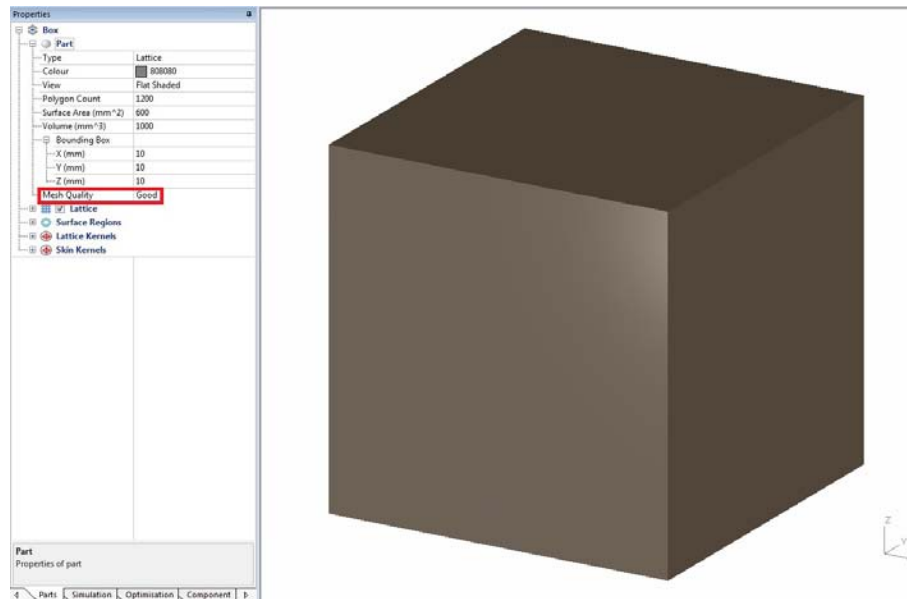 Properties
Box
Part
Type Lattice
Colour 808080
View Flat Shaded
Polygon Count 1200
Surface Area (mm^2) 600
Volume (mm^3) 1000
Bounding Box
X (mm) 10
Y (mm) 10
Z (mm) 10
Mesh Quality Good
Lattice
Surface Regions
Lattice Kernels
Skin Kernels
Part
Properties of part
Parts Simulation Optimisation Component
Z
Y